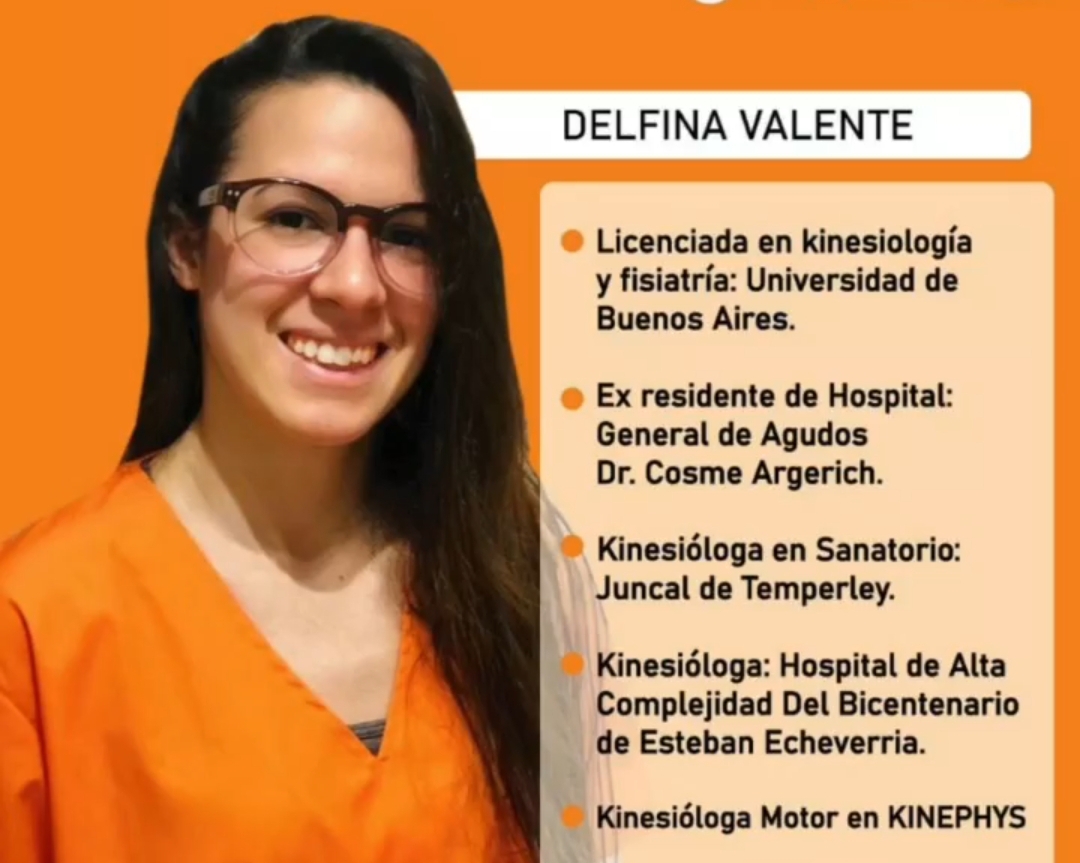 DELFINA VALENTE
Licenciada en kinesiología
y fisiatría: Universidad de
Buenos Aires.
Ex residente de Hospital:
General de Agudos
Dr. Cosme Argerich.
Kinesióloga en Sanatorio:
Juncal de Temperley.
Kinesióloga: Hospital de Alta
Complejidad Del Bicentenario
de Esteban Echeverria.
Kinesióloga Motor en KINEPHYS